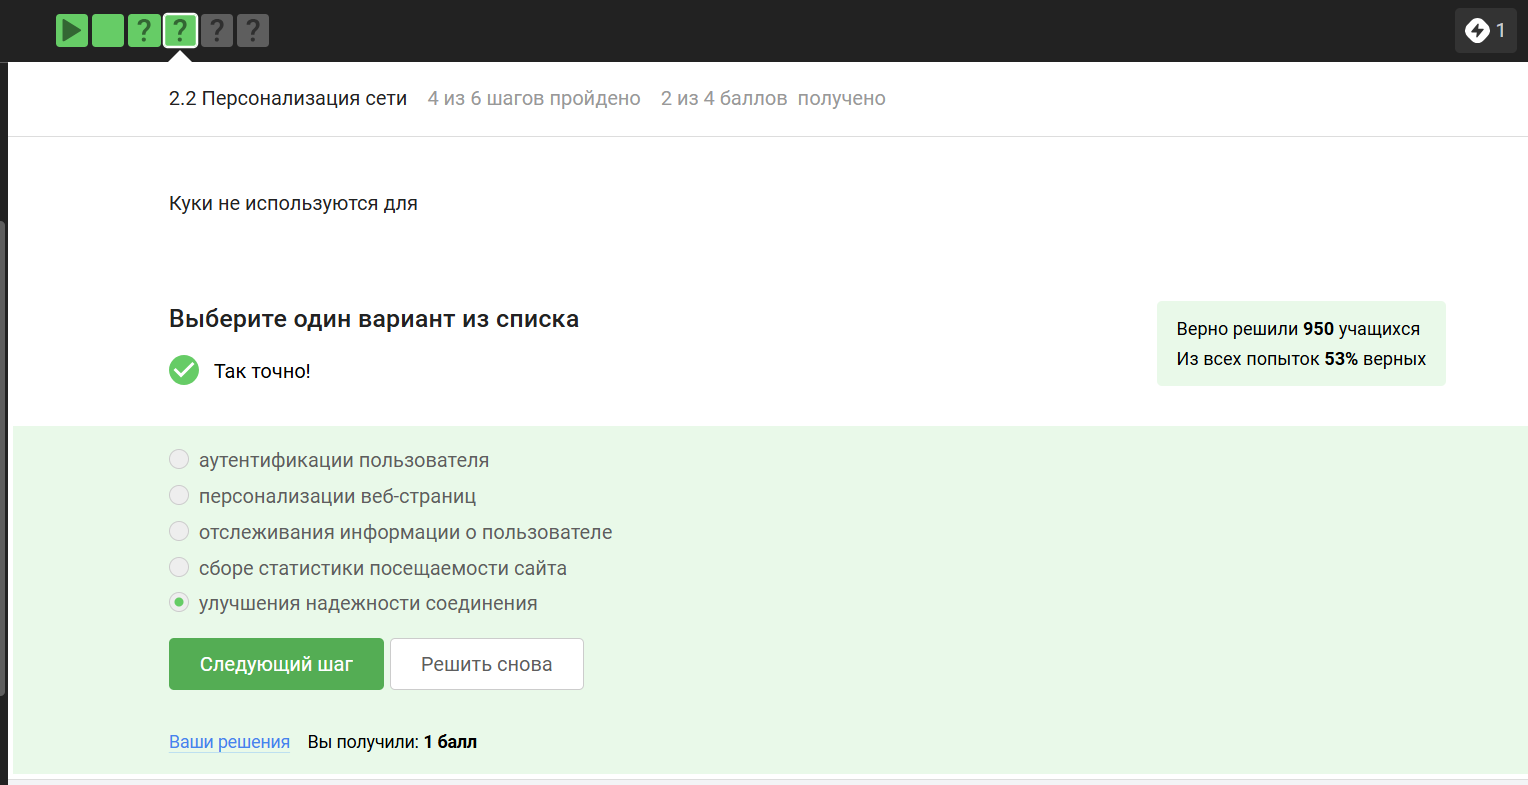 ? ? ? ?
1
2.2 Персонализация сети 4 из 6 шагов пройдено 2 из 4 баллов получено
Куки не используются для
Выберите один вариант из списка
Так точно!
Верно решили 950 учащихся
Из всех попыток 53% верных
аутентификации пользователя
персонализации веб-страниц
отслеживания информации о пользователе
сборе статистики посещаемости сайта
улучшения надежности соединения
Следующий шаг Решить снова
Ваши решения Вы получили: 1 балл